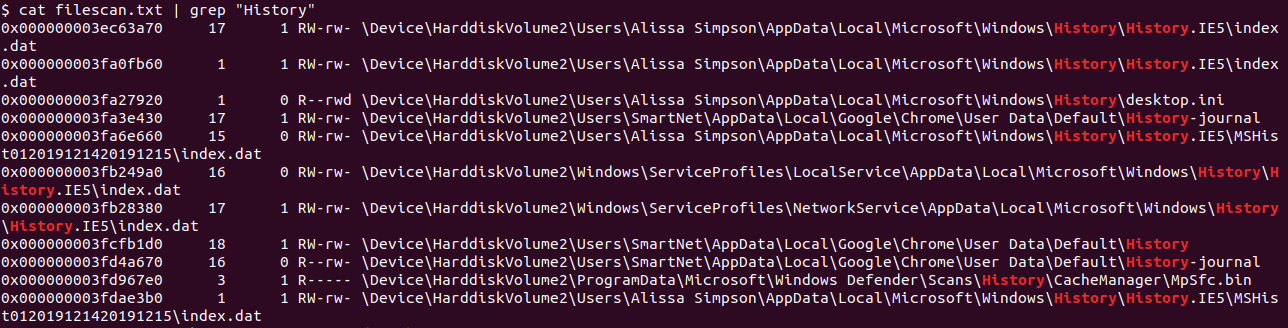 $ cat filescan.txt | grep "History"
0x000000003ec63a70     17      1 RW-rw- \Device\HarddiskVolume2\Users\Alissa Simpson\AppData\Local\Microsoft\Windows\History\History.IE5\index
.dat
0x000000003fa0fb60      1      1 RW-rw- \Device\HarddiskVolume2\Users\Alissa Simpson\AppData\Local\Microsoft\Windows\History\History.IE5\index
.dat
0x000000003fa27920      1      0 R--rwd \Device\HarddiskVolume2\Users\Alissa Simpson\AppData\Local\Microsoft\Windows\History\desktop.ini
0x000000003fa3e430     17      1 RW-rw- \Device\HarddiskVolume2\Users\SmartNet\AppData\Local\Google\Chrome\User Data\Default\History-journal
0x000000003fa6e660     15      0 RW-rw- \Device\HarddiskVolume2\Users\Alissa Simpson\AppData\Local\Microsoft\Windows\History\History.IE5\MSHis
t012019121420191215\index.dat
0x000000003fb249a0     16      0 RW-rw- \Device\HarddiskVolume2\Windows\ServiceProfiles\LocalService\AppData\Local\Microsoft\Windows\History\H
istory.IE5\index.dat
0x000000003fb28380     17      1 RW-rw- \Device\HarddiskVolume2\Windows\ServiceProfiles\NetworkService\AppData\Local\Microsoft\Windows\History
\History.IE5\index.dat
0x000000003fcfb1d0     18      1 RW-rw- \Device\HarddiskVolume2\Users\SmartNet\AppData\Local\Google\Chrome\User Data\Default\History
0x000000003fd4a670     16      0 R--rw- \Device\HarddiskVolume2\Users\SmartNet\AppData\Local\Google\Chrome\User Data\Default\History-journal
0x000000003fd967e0      3      1 R----- \Device\HarddiskVolume2\ProgramData\Microsoft\Windows Defender\Scans\History\CacheManager\MpSfc.bin
0x000000003fdae3b0      1      1 RW-rw- \Device\HarddiskVolume2\Users\Alissa Simpson\AppData\Local\Microsoft\Windows\History\History.IE5\MSHis
t012019121420191215\index.dat